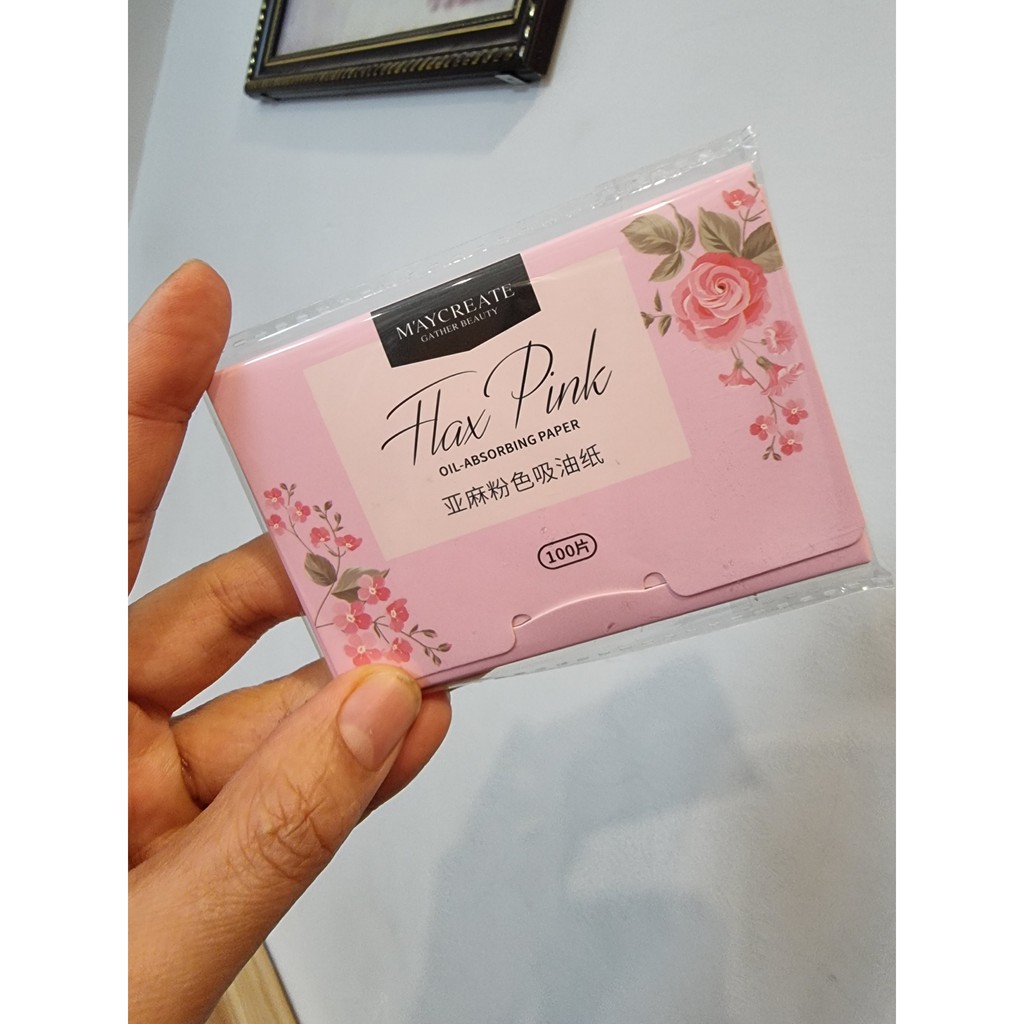 M'AYCREATE
GATHER BEAUTY
Flax Pink
OIL-ABSORBING PAPER
亚麻粉色吸油纸
100片